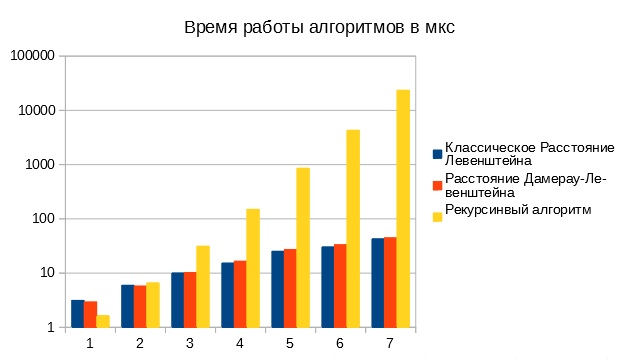 Время работы алгоритмов в мкс
100000
10000
1000
100
10
1
1 2 3 4 5 6 7
Классическое Расстояние
Левенштейна
Расстояние Дамерау-Ле-
венштейна
Рекурсинвый алгоритм